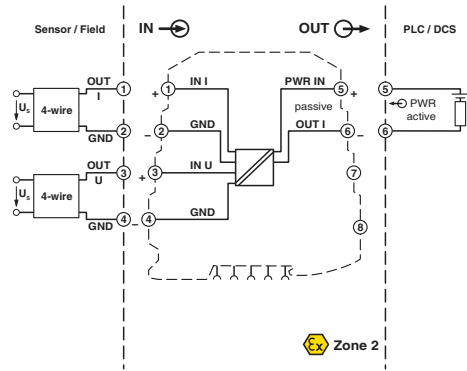 Sensor / Field
IN
OUT
PLC / DCS
OUT
I
1
+
1
IN I
PWR IN
5
+
5
Us
4-wire
passive
PWR
active
GND
2
–
2
GND
OUT I
6
–
6
OUT
U
3
+
3
IN U
7
Us
4-wire
GND
4
–
4
GND
8
Ex Zone 2